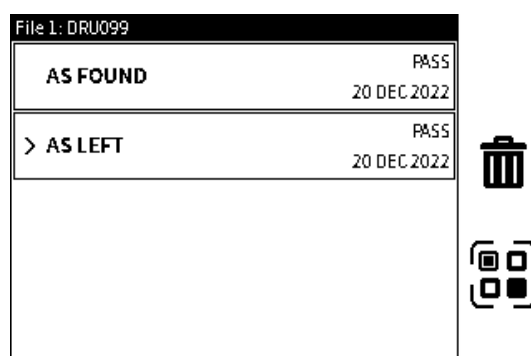 File 1: DRU099
AS FOUND
PASS
20 DEC 2022
> AS LEFT
PASS
20 DEC 2022